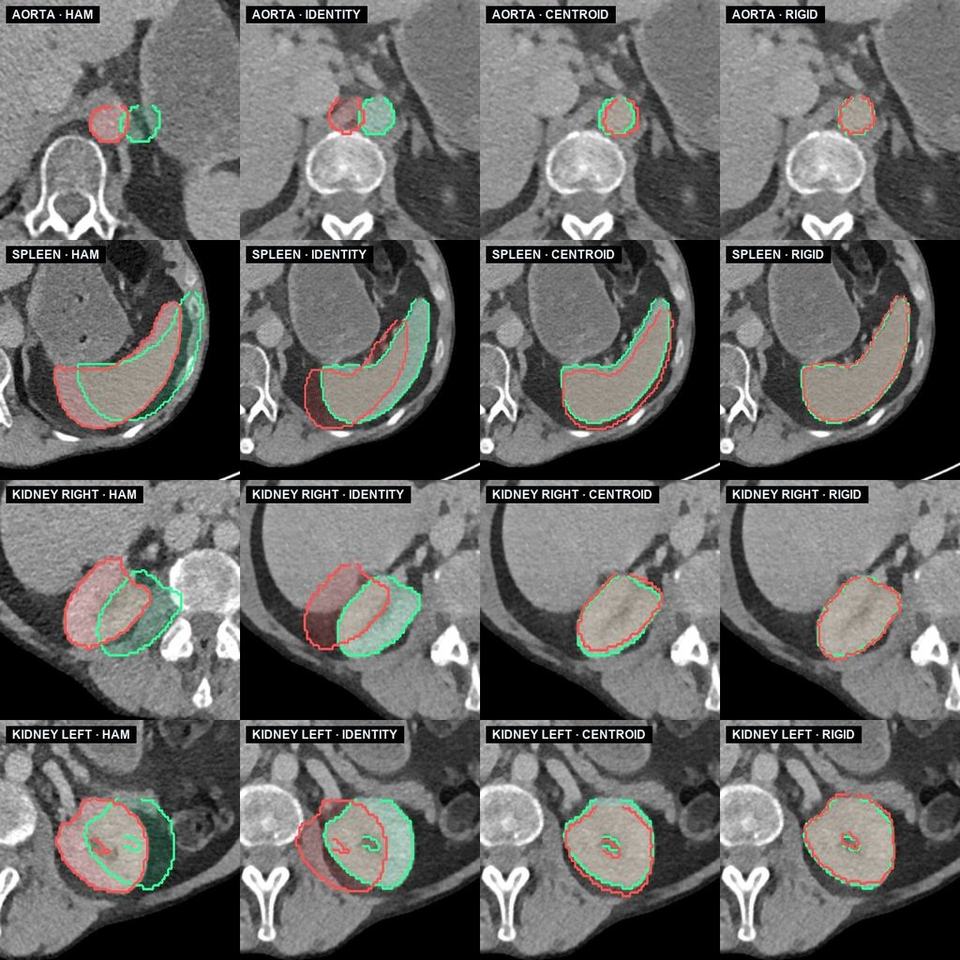 AORTA · HAM
AORTA · IDENTITY
AORTA · CENTROID
AORTA · RIGID
SPLEEN · HAM
SPLEEN · IDENTITY
SPLEEN · CENTROID
SPLEEN · RIGID
KIDNEY RIGHT · HAM
KIDNEY RIGHT · IDENTITY
KIDNEY RIGHT · CENTROID
KIDNEY RIGHT · RIGID
KIDNEY LEFT · HAM
KIDNEY LEFT · IDENTITY
KIDNEY LEFT · CENTROID
KIDNEY LEFT · RIGID